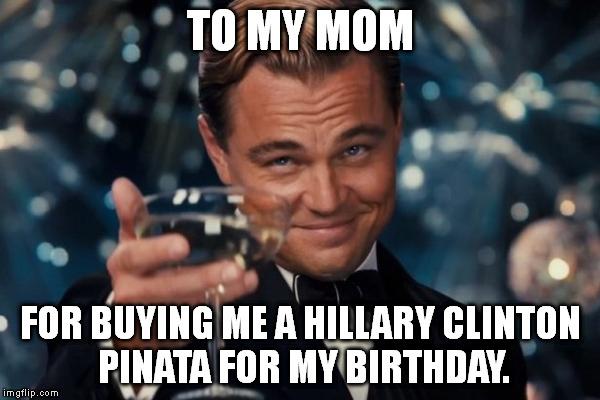 TO MY MOM
FOR BUYING ME A HILLARY CLINTON
PINATA FOR MY BIRTHDAY.
imgflip.com